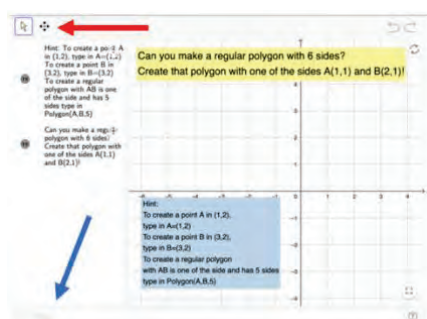 Hint: To create a point A
in (1,2), type in A=(1,2)
To create a point B in
(3,2), type in B=(3,2)
To create a regular
polygon with AB is one
of the side and has 5
sides type in
Polygon(A,B,5)
Can you make a regular
polygon with 6 sides?
Create that polygon with
one of the sides A(1,1)
and B(2,1)!
Can you make a regular polygon with 6 sides?
Create that polygon with one of the sides A(1,1) and B(2,1)!
Hint:
To create a point A in (1,2),
type in A=(1,2)
To create a point B in (3,2),
type in B=(3,2)
To create a regular polygon
with AB is one of the side and has 5 sides
type in Polygon(A,B,5)